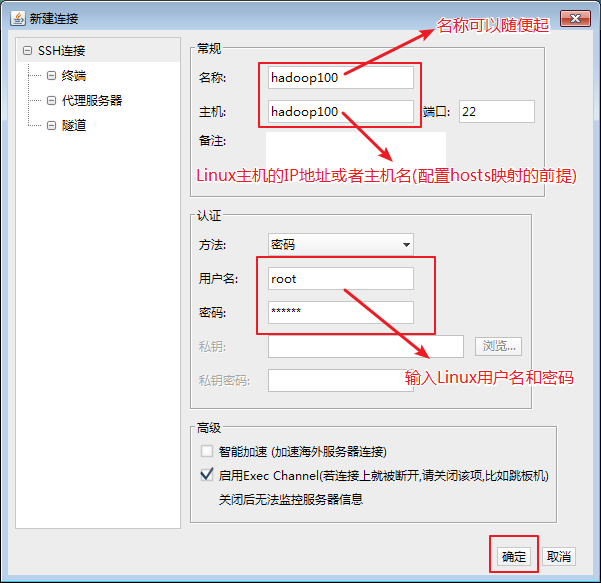 新建连接
名称可以随便起
SSH连接
终端
代理服务器
隧道
常规
名称: hadoop100
主机: hadoop100 端口: 22
备注:
Linux主机的IP地址或者主机名(配置hosts映射的前提)
认证
方法: 密码
用户名: root
密码: ******
私钥: 浏览...
输入Linux用户名和密码
私钥密码:
高级
智能加速 (加速海外服务器连接)
启用Exec Channel(若连接上就被断开,请关闭该项,比如跳板机)
关闭后无法监控服务器信息
确定 取消